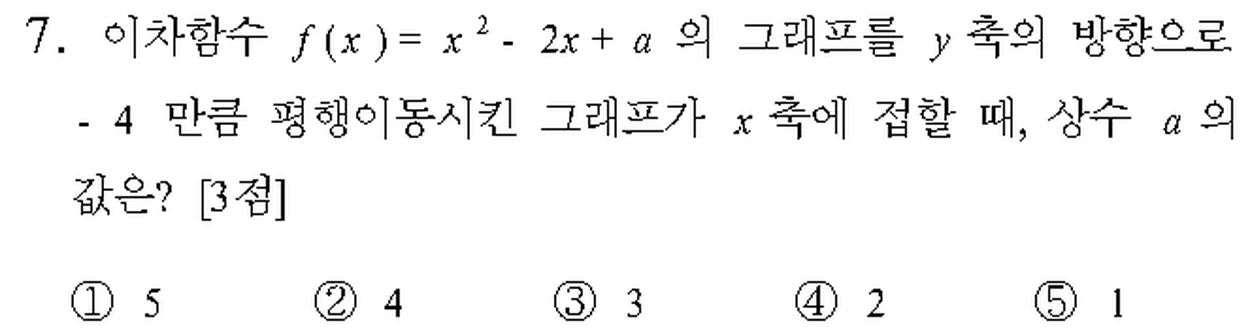 7. 이차함수 f(x)= x² - 2x + a 의 그래프를 y 축의 방향으로
- 4 만큼 평행이동시킨 그래프가 x 축에 접할 때, 상수 a 의
값은? [3점]
① 5 ② 4 ③ 3 ④ 2 ⑤ 1